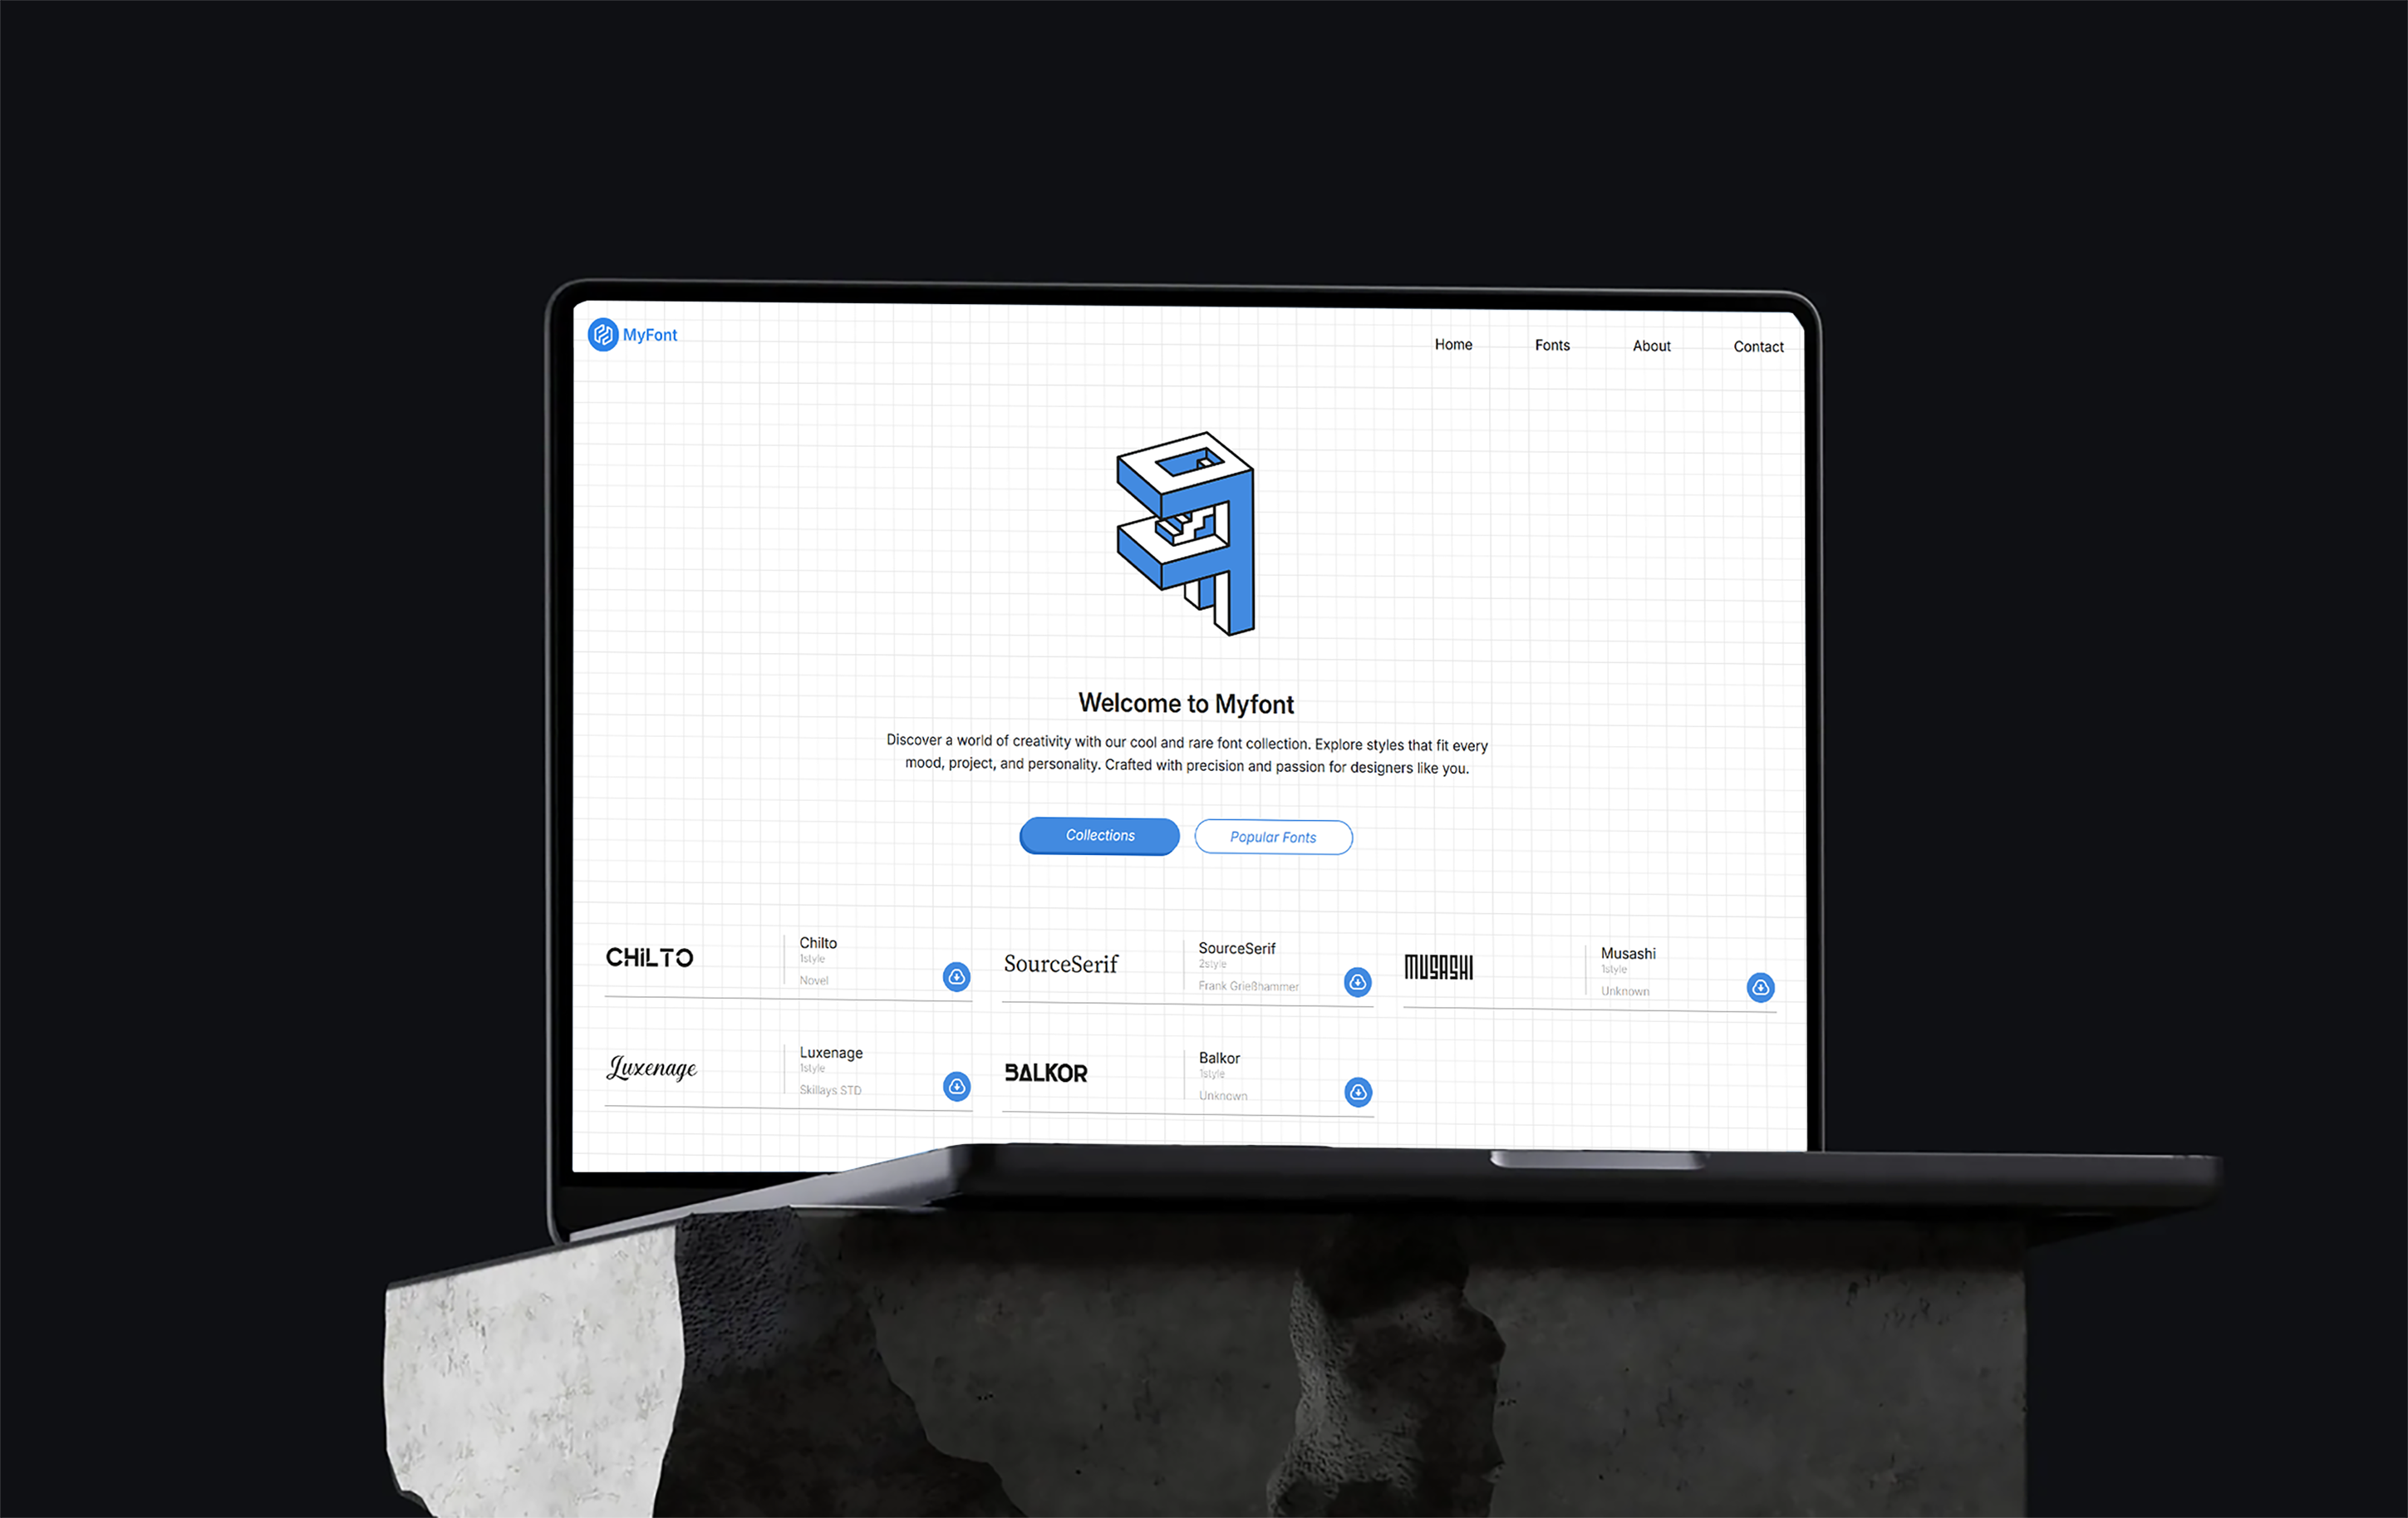 MyFont
Home Fonts About Contact
Welcome to Myfont
Discover a world of creativity with our cool and rare font collection. Explore styles that fit every
mood, project, and personality. Crafted with precision and passion for designers like you.
Collections Popular Fonts
CHiLTO
Chilto
1style
Novel
SourceSerif
SourceSerif
2style
Frank Grießhammer
MUSASHI
Musashi
1style
Unknown
Luxenage
Luxenage
1style
Skillays STD
BALKOR
Balkor
1style
Unknown